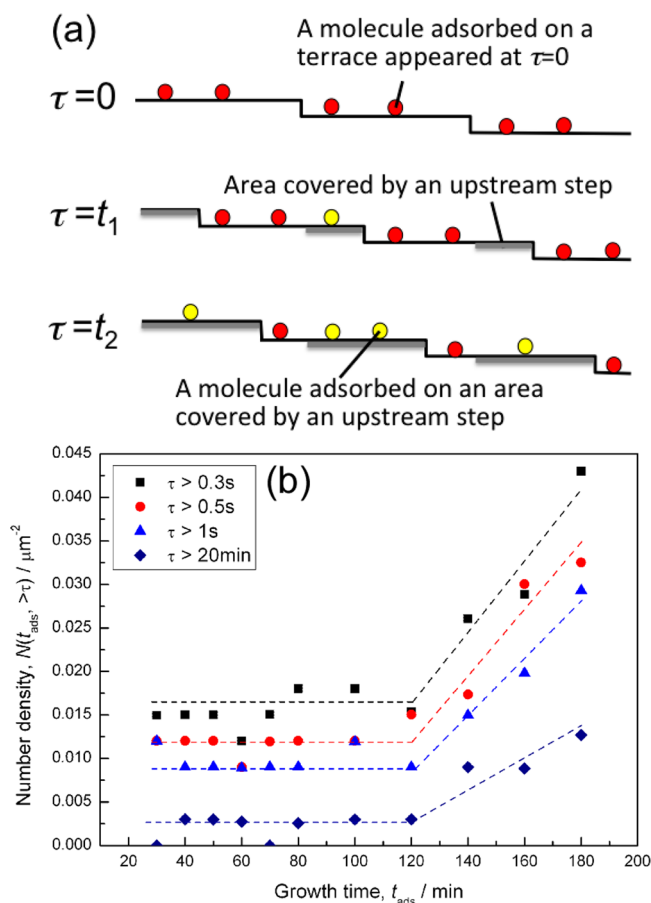 (a)
A molecule adsorbed on a
terrace appeared at τ=0
τ=0
Area covered by an upstream step
τ=t₁
τ=t₂
A molecule adsorbed on an area
covered by an upstream step
(b)
0.045
0.040
0.035
0.030
0.025
0.020
0.015
0.010
0.005
0.000
Number density, N(t_ads, >τ) / μm⁻²
τ > 0.3s
τ > 0.5s
τ > 1s
τ > 20min
20 40 60 80 100 120 140 160 180 200
Growth time, t_ads / min